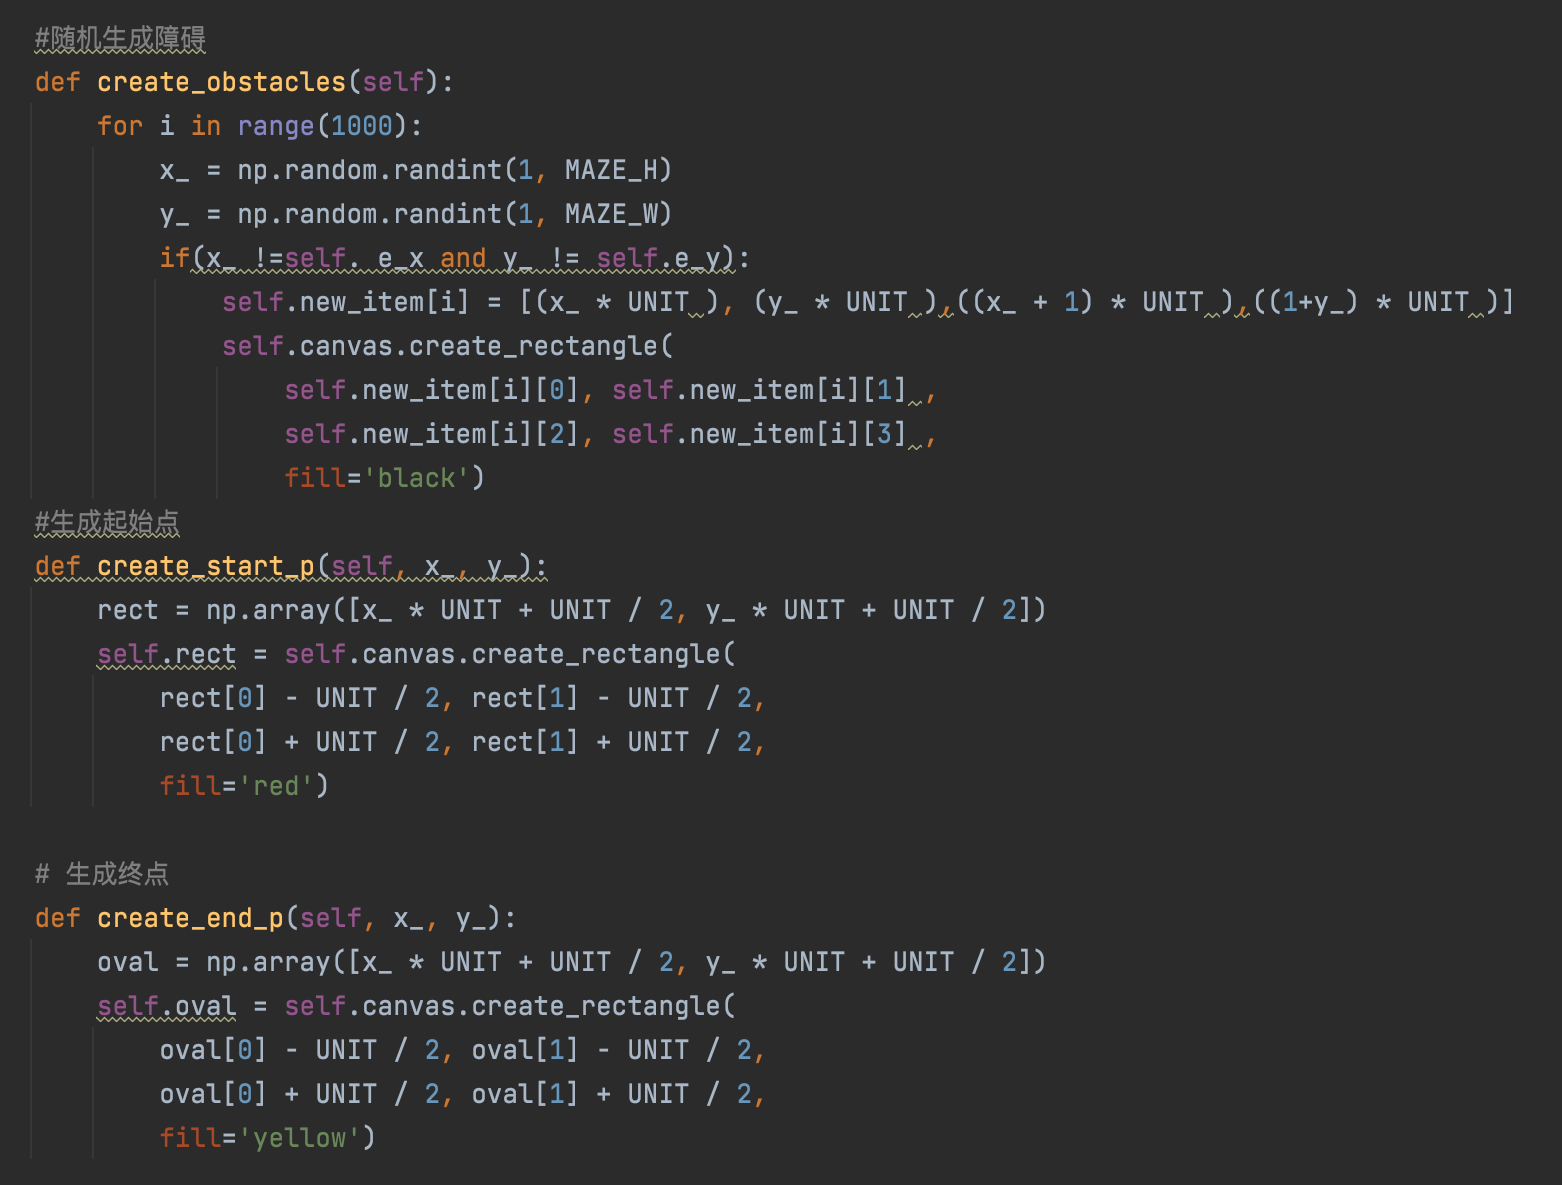 #随机生成障碍
def create_obstacles(self):
    for i in range(1000):
        x_ = np.random.randint(1, MAZE_H)
        y_ = np.random.randint(1, MAZE_W)
        if(x_ !=self. e_x and y_ != self.e_y):
            self.new_item[i] = [(x_ * UNIT ), (y_ * UNIT ),((x_ + 1) * UNIT ),((1+y_) * UNIT )]
            self.canvas.create_rectangle(
                self.new_item[i][0], self.new_item[i][1] ,
                self.new_item[i][2], self.new_item[i][3] ,
                fill='black')
#生成起始点
def create_start_p(self, x_, y_):
    rect = np.array([x_ * UNIT + UNIT / 2, y_ * UNIT + UNIT / 2])
    self.rect = self.canvas.create_rectangle(
        rect[0] - UNIT / 2, rect[1] - UNIT / 2,
        rect[0] + UNIT / 2, rect[1] + UNIT / 2,
        fill='red')
# 生成终点
def create_end_p(self, x_, y_):
    oval = np.array([x_ * UNIT + UNIT / 2, y_ * UNIT + UNIT / 2])
    self.oval = self.canvas.create_rectangle(
        oval[0] - UNIT / 2, oval[1] - UNIT / 2,
        oval[0] + UNIT / 2, oval[1] + UNIT / 2,
        fill='yellow')